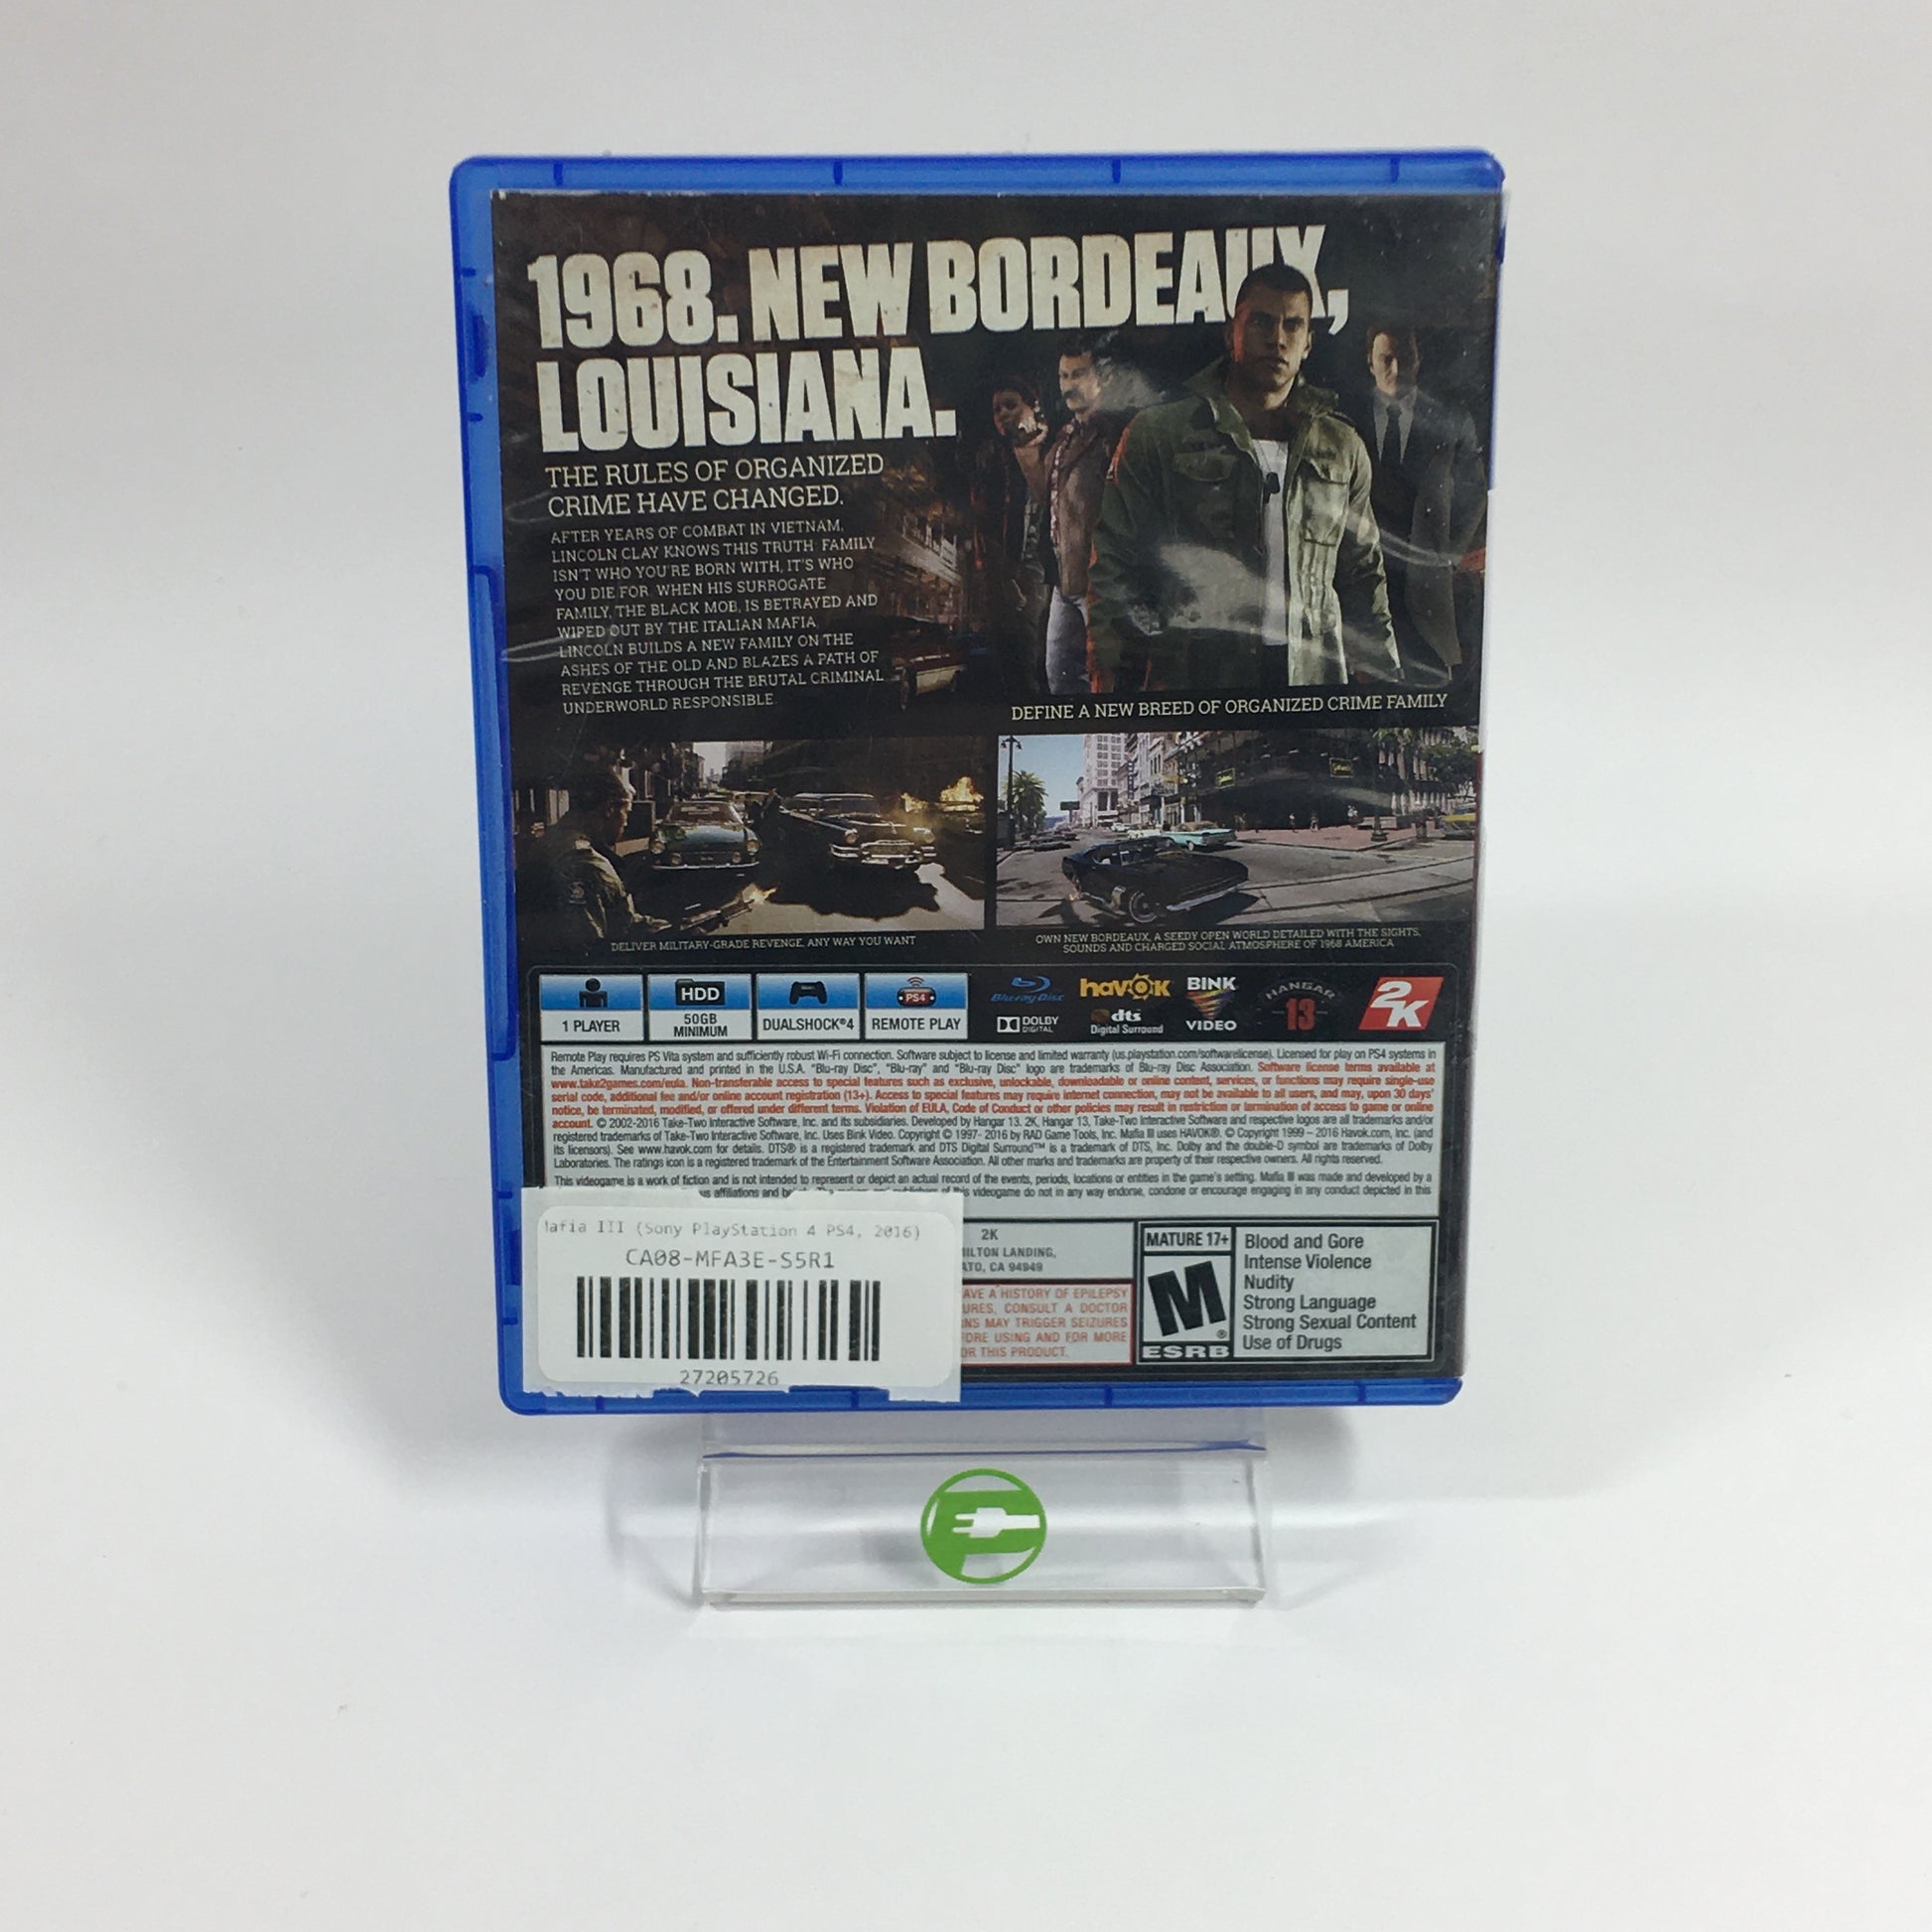 1968. NEW BORDEAUX,
LOUISIANA.
THE RULES OF ORGANIZED
CRIME HAVE CHANGED.
AFTER YEARS OF COMBAT IN VIETNAM,
LINCOLN CLAY KNOWS THIS TRUTH: FAMILY
ISN'T WHO YOU'RE BORN WITH, IT'S WHO
YOU DIE FOR. WHEN HIS SURROGATE
FAMILY, THE BLACK MOB, IS BETRAYED AND
WIPED OUT BY THE ITALIAN MAFIA,
LINCOLN BUILDS A NEW FAMILY ON THE
ASHES OF THE OLD AND BLAZES A PATH OF
REVENGE THROUGH THE BRUTAL CRIMINAL
UNDERWORLD RESPONSIBLE.
DEFINE A NEW BREED OF ORGANIZED CRIME FAMILY
DELIVER MILITARY-GRADE REVENGE, ANY WAY YOU WANT
OWN NEW BORDEAUX, A SEEDY OPEN WORLD DETAILED WITH THE SIGHTS,
SOUNDS AND CHARGED SOCIAL ATMOSPHERE OF 1968 AMERICA
1 PLAYER
HDD
50GB
MINIMUM
DUALSHOCK®4
PS4
REMOTE PLAY
Blu-ray Disc
DOLBY
DIGITAL
havok
dts
Digital Surround
BINK
VIDEO
HANGAR
13
2K
Remote Play requires PS Vita system and sufficiently robust Wi-Fi connection. Software subject to license and limited warranty (us.playstation.com/softwarelicense). Licensed for play on PS4 systems in
the Americas. Manufactured and printed in the U.S.A. "Blu-ray Disc", "Blu-ray" and "Blu-ray Disc" logo are trademarks of Blu-ray Disc Association. Software license terms available at
www.take2games.com/eula. Non-transferable access to special features such as exclusive, unlockable, downloadable or online content, services, or functions may require single-use
serial code, additional fee and/or online account registration (13+). Access to special features may require internet connection, may not be available to all users, and may, upon 30 days'
notice, be terminated, modified, or offered under different terms. Violation of EULA, Code of Conduct or other policies may result in restriction or termination of access to game or online
account. © 2002-2016 Take-Two Interactive Software, Inc. and its subsidiaries. Developed by Hangar 13. 2K, Hangar 13, Take-Two Interactive Software and respective logos are all trademarks and/or
registered trademarks of Take-Two Interactive Software, Inc. Uses Bink Video. Copyright © 1997- 2016 by RAD Game Tools, Inc. Mafia III uses HAVOK®. © Copyright 1999 – 2016 Havok.com, Inc. (and
its licensors). See www.havok.com for details. DTS® is a registered trademark and DTS Digital Surround™ is a trademark of DTS, Inc. Dolby and the double-D symbol are trademarks of Dolby
Laboratories. The ratings icon is a registered trademark of the Entertainment Software Association. All other marks and trademarks are property of their respective owners. All rights reserved.
This videogame is a work of fiction and is not intended to represent or depict an actual record of the events, periods, locations or entities in the game's setting. Mafia III was made and developed by a
us affiliations and videogame do not in any way endorse, condone or encourage engaging in any conduct depicted in this
afia III (Sony PlayStation 4 PS4, 2016)
CA08-MFA3E-S5R1
27205726
2K
ILTON LANDING,
ATO, CA 94949
AVE A HISTORY OF EPILEPSY
URES, CONSULT A DOCTOR
NS MAY TRIGGER SEIZURES
ORE USING AND FOR MORE
OR THIS PRODUCT.
MATURE 17+
M
®
ESRB
Blood and Gore
Intense Violence
Nudity
Strong Language
Strong Sexual Content
Use of Drugs